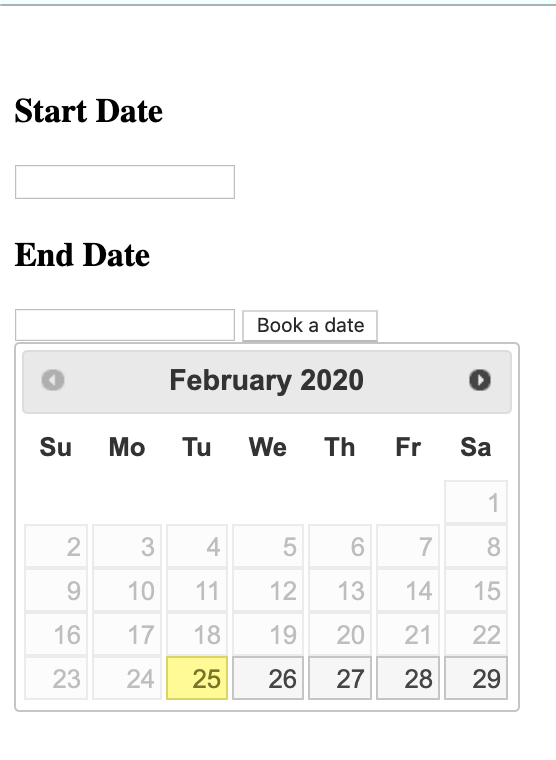 Start Date
End Date
Book a date
February 2020
Su Mo Tu We Th Fr Sa
1
2 3 4 5 6 7 8
9 10 11 12 13 14 15
16 17 18 19 20 21 22
23 24 25 26 27 28 29